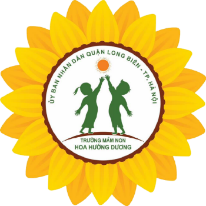 ỦY BAN NHÂN DÂN QUẬN LONG BIÊN - TP. HÀ NỘI
TRƯỜNG MẦM NON
HOA HƯỚNG DƯƠNG